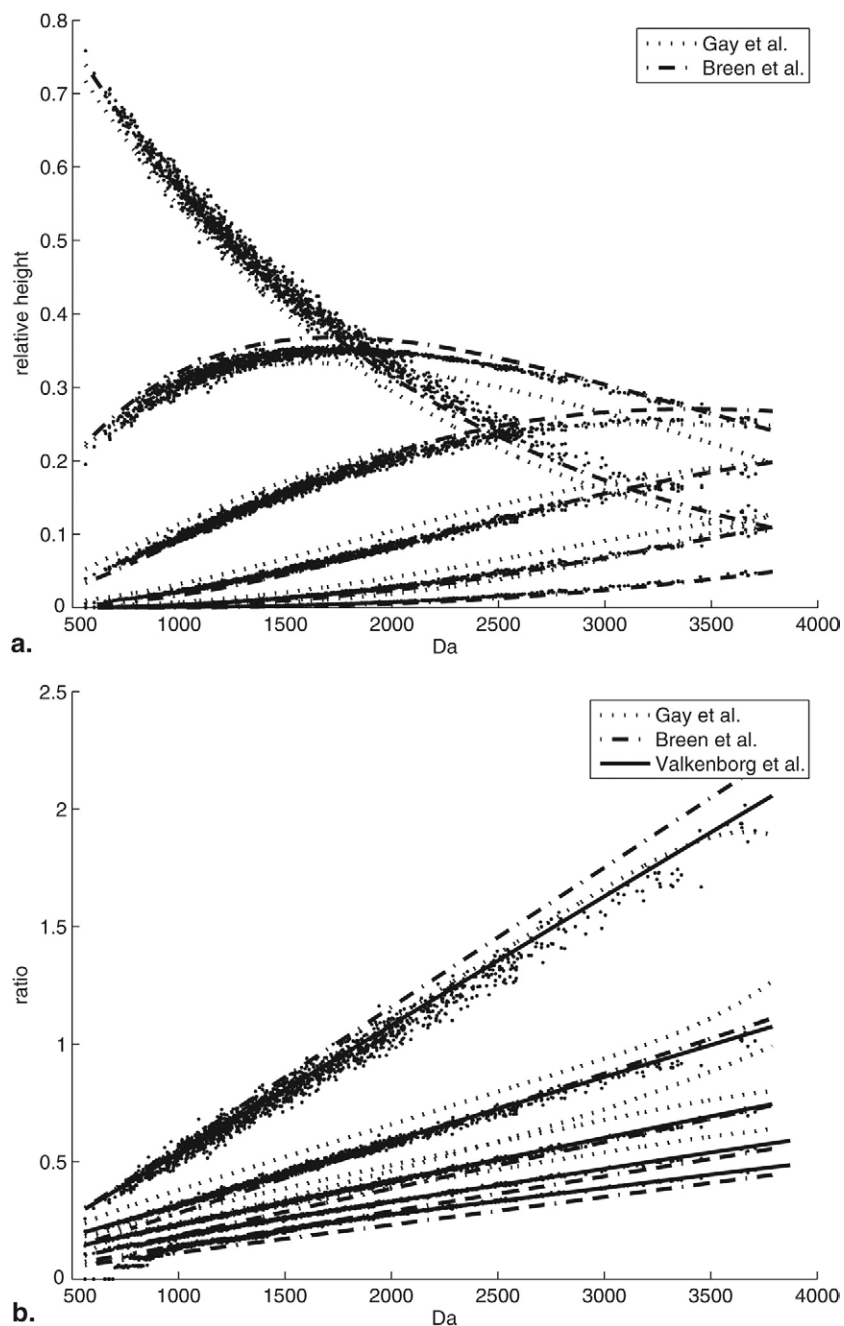 0.8
0.7
0.6
0.5
0.4
0.3
0.2
0.1
0
relative height
Gay et al.
Breen et al.
500 1000 1500 2000 2500 3000 3500 4000
Da
a.
2.5
2
1.5
1
0.5
0
ratio
Gay et al.
Breen et al.
Valkenborg et al.
500 1000 1500 2000 2500 3000 3500 4000
Da
b.